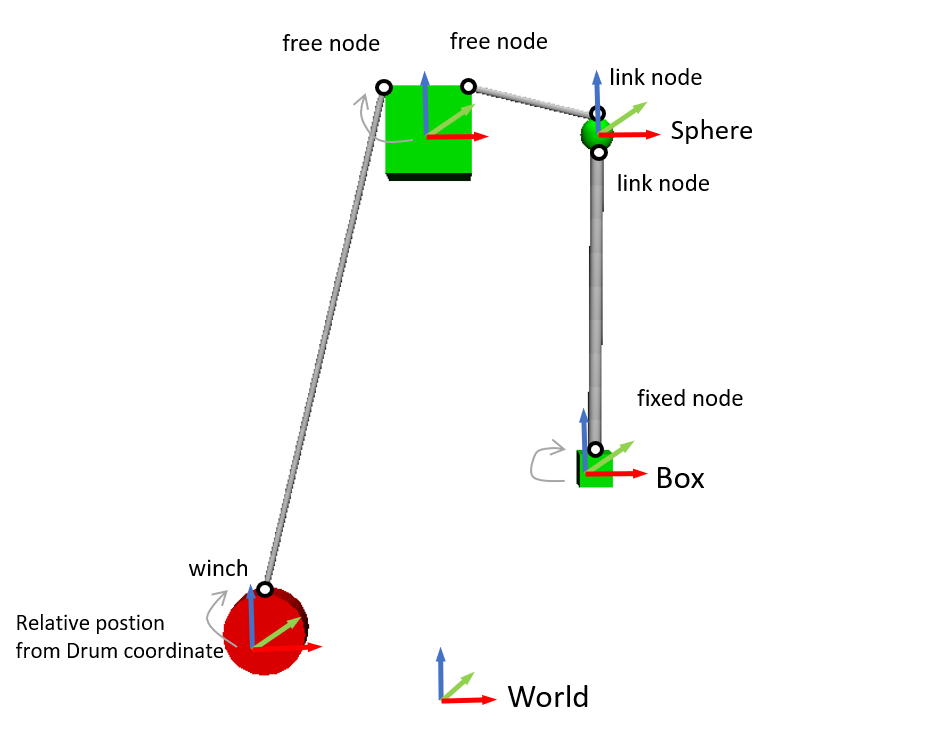 free node
free node
link node
Sphere
link node
fixed node
Box
winch
Relative postion
from Drum coordinate
World